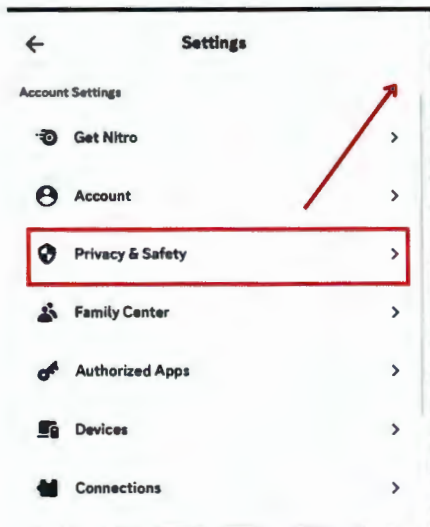 Settings
Account Settings
Get Nitro
Account
Privacy & Safety
Family Center
Authorized Apps
Devices
Connections